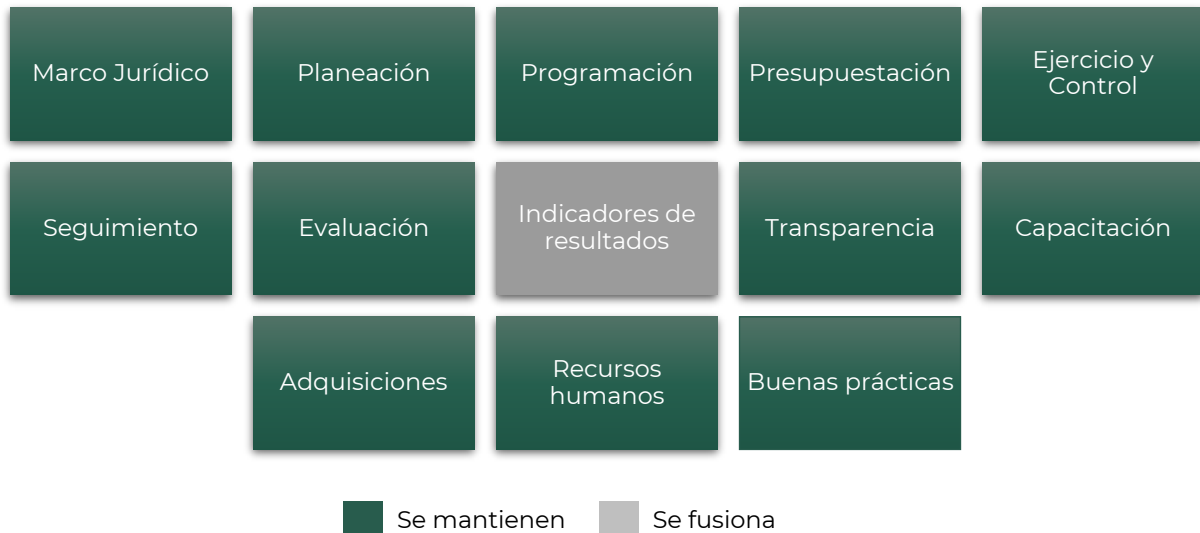 Marco Jurídico
Planeación
Programación
Presupuestación
Ejercicio y
Control
Seguimiento
Evaluación
Indicadores de
resultados
Transparencia
Capacitación
Adquisiciones
Recursos
humanos
Buenas prácticas
Se mantienen
Se fusiona